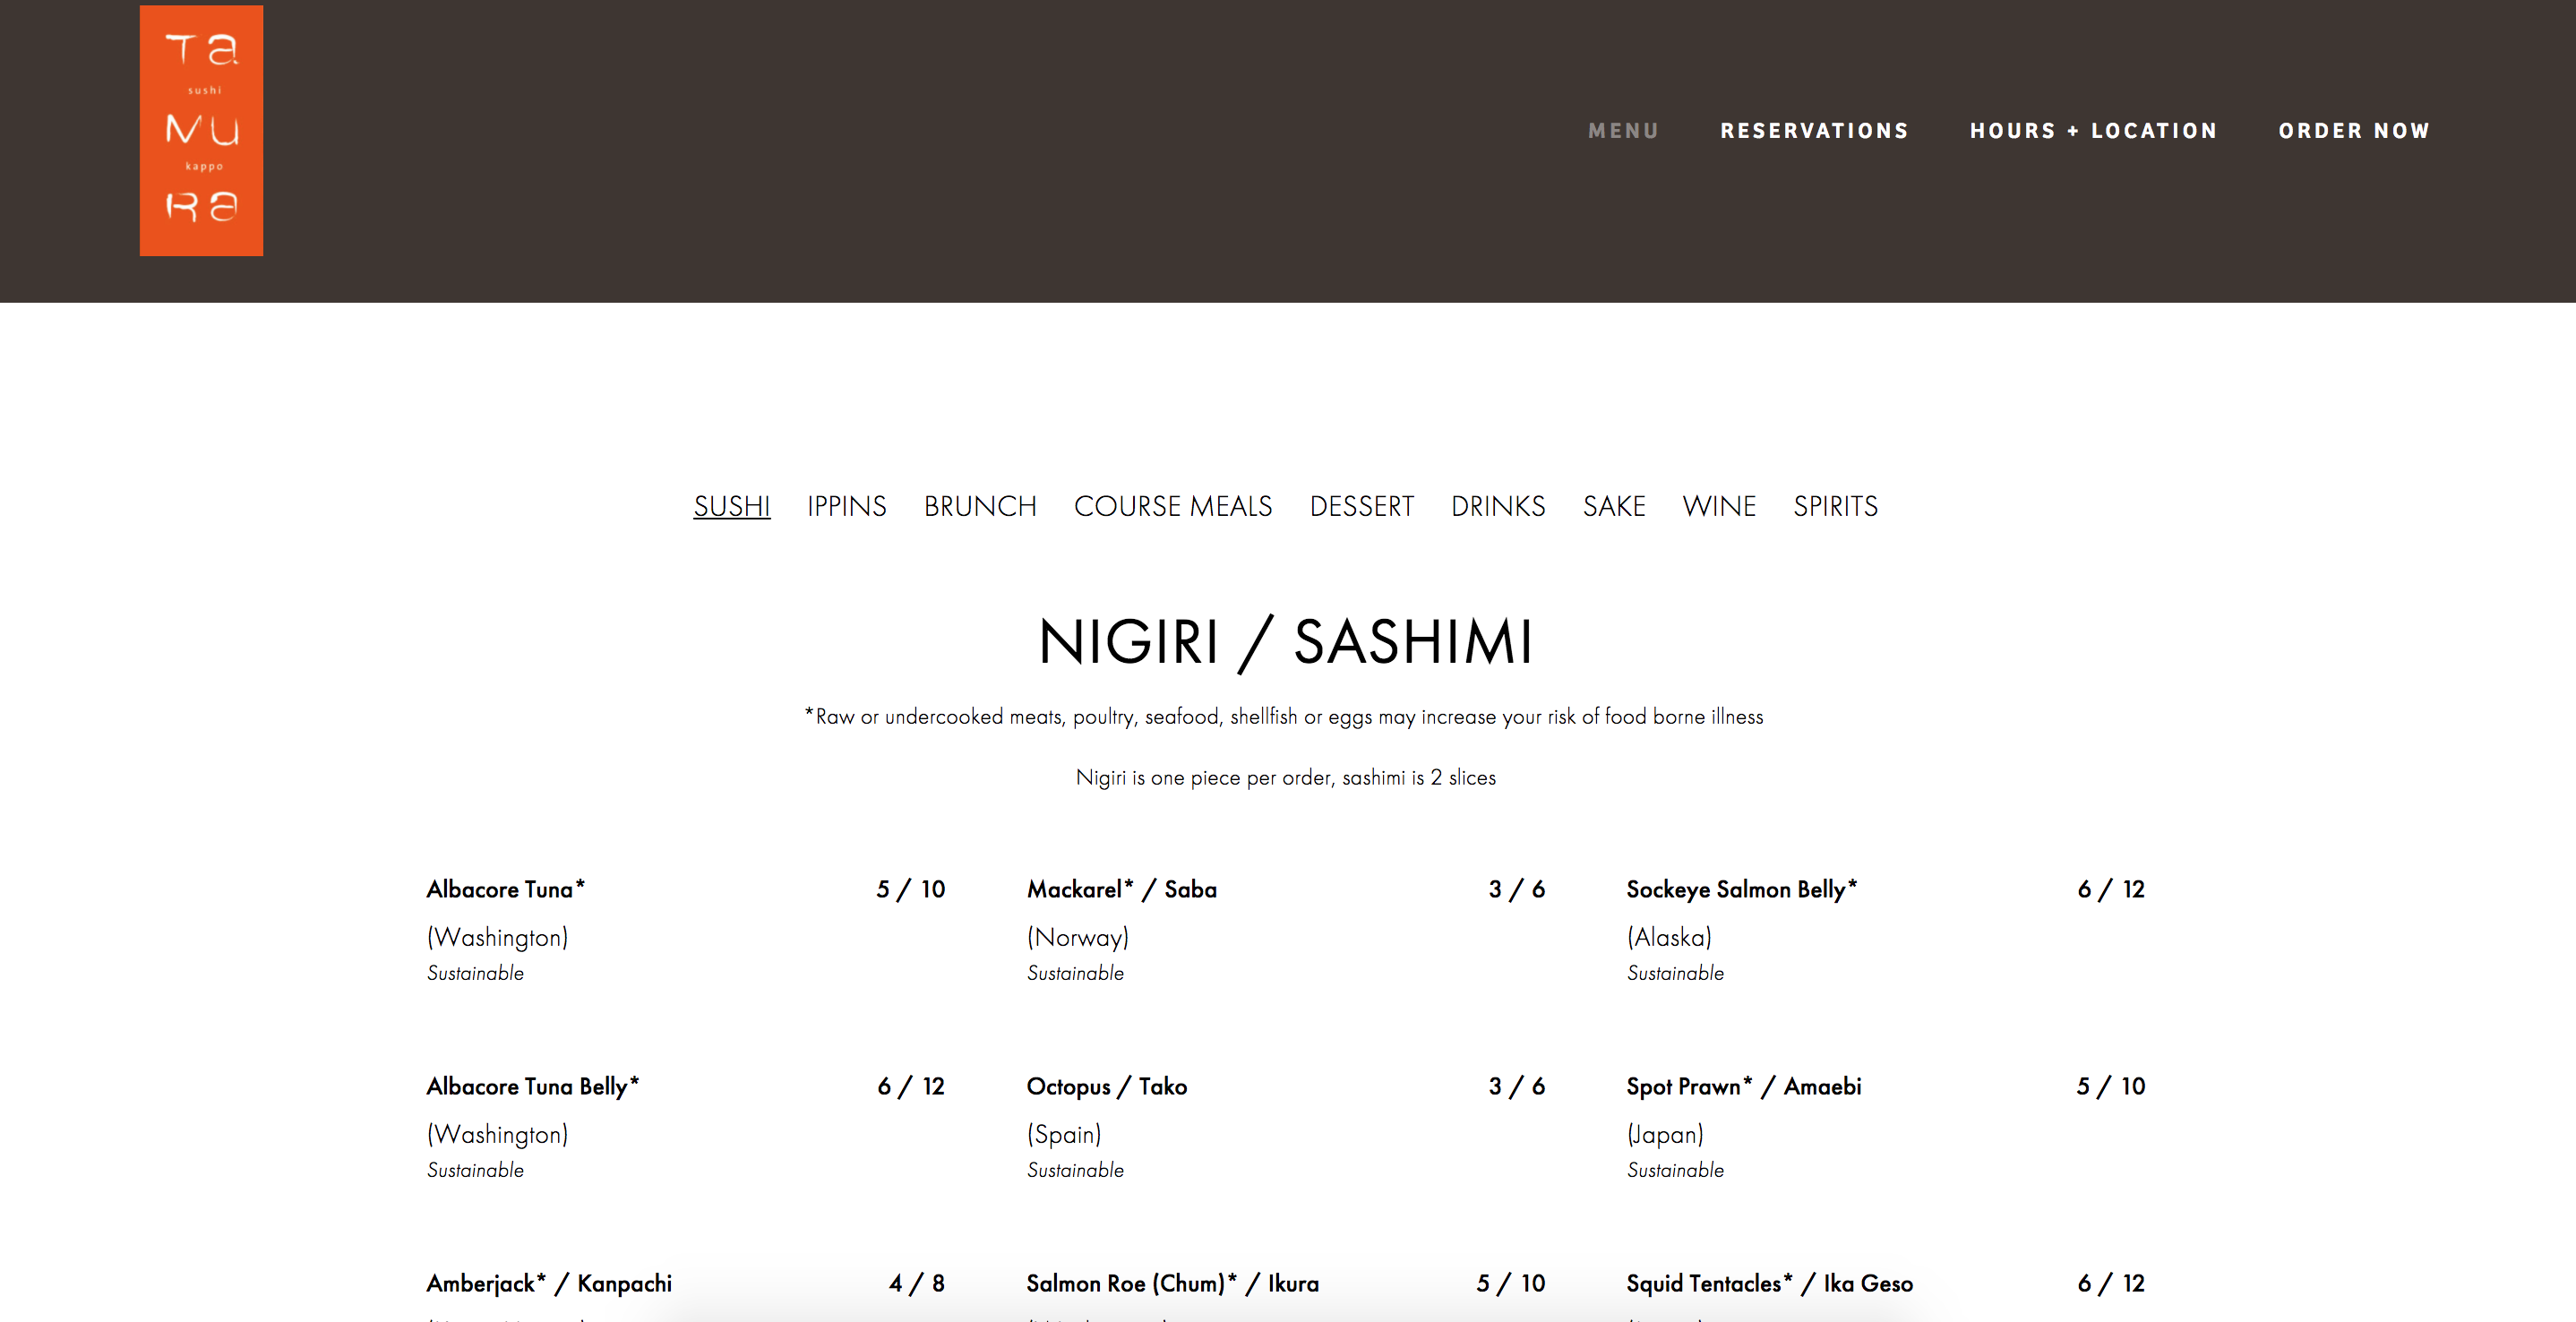 Ta
sushi
Mu
kappo
Ra
MENU RESERVATIONS HOURS + LOCATION ORDER NOW
SUSHI IPPINS BRUNCH COURSE MEALS DESSERT DRINKS SAKE WINE SPIRITS
NIGIRI / SASHIMI
*Raw or undercooked meats, poultry, seafood, shellfish or eggs may increase your risk of food borne illness
Nigiri is one piece per order, sashimi is 2 slices
Albacore Tuna* 5 / 10
(Washington)
Sustainable
Mackarel* / Saba 3 / 6
(Norway)
Sustainable
Sockeye Salmon Belly* 6 / 12
(Alaska)
Sustainable
Albacore Tuna Belly* 6 / 12
(Washington)
Sustainable
Octopus / Tako 3 / 6
(Spain)
Sustainable
Spot Prawn* / Amaebi 5 / 10
(Japan)
Sustainable
Amberjack* / Kanpachi 4 / 8
Salmon Roe (Chum)* / Ikura 5 / 10
Squid Tentacles* / Ika Geso 6 / 12